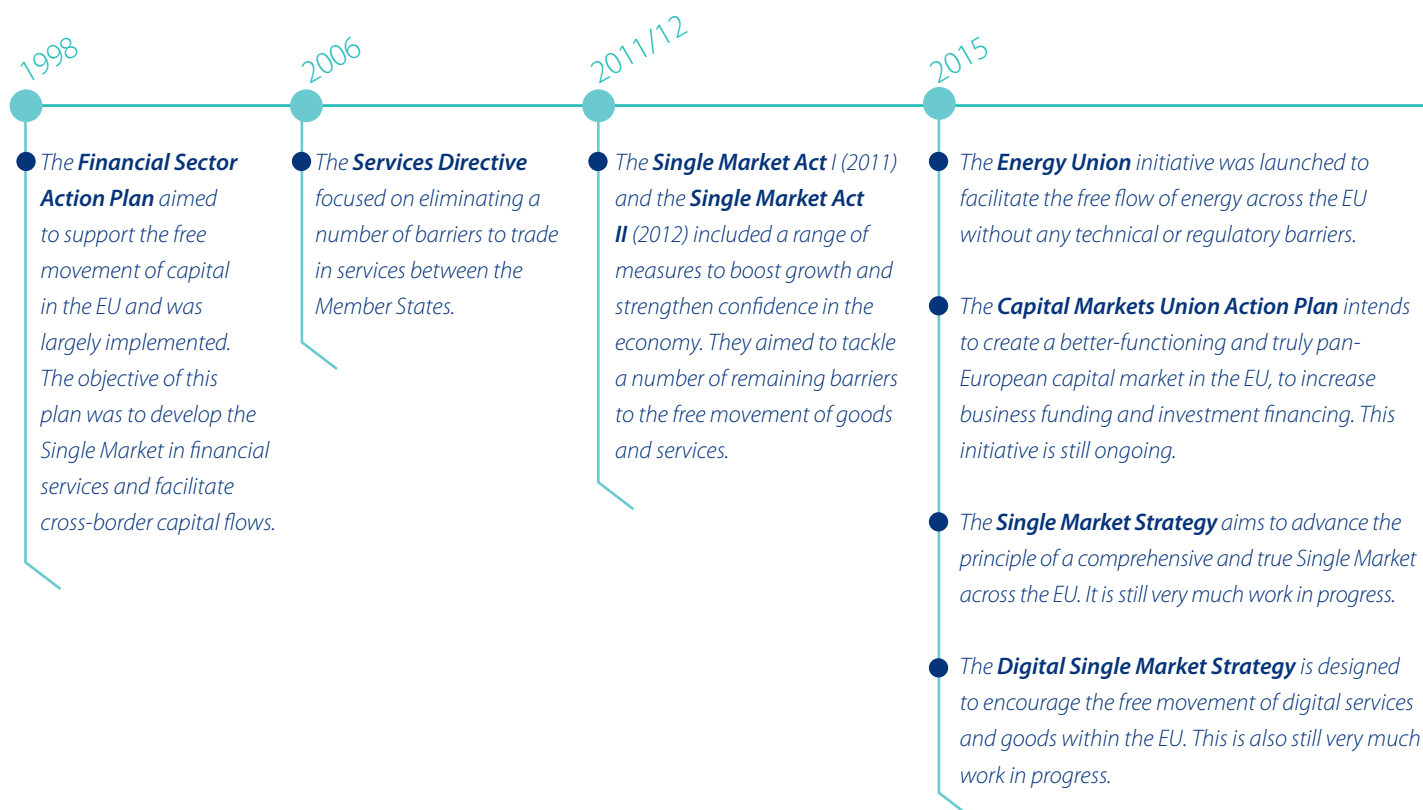 1998
The Financial Sector
Action Plan aimed
to support the free
movement of capital
in the EU and was
largely implemented.
The objective of this
plan was to develop the
Single Market in financial
services and facilitate
cross-border capital flows.
2006
The Services Directive
focused on eliminating a
number of barriers to trade
in services between the
Member States.
2011/12
The Single Market Act I (2011)
and the Single Market Act
II (2012) included a range of
measures to boost growth and
strengthen confidence in the
economy. They aimed to tackle
a number of remaining barriers
to the free movement of goods
and services.
2015
The Energy Union initiative was launched to
facilitate the free flow of energy across the EU
without any technical or regulatory barriers.
The Capital Markets Union Action Plan intends
to create a better-functioning and truly pan-
European capital market in the EU, to increase
business funding and investment financing. This
initiative is still ongoing.
The Single Market Strategy aims to advance the
principle of a comprehensive and true Single Market
across the EU. It is still very much work in progress.
The Digital Single Market Strategy is designed
to encourage the free movement of digital services
and goods within the EU. This is also still very much
work in progress.